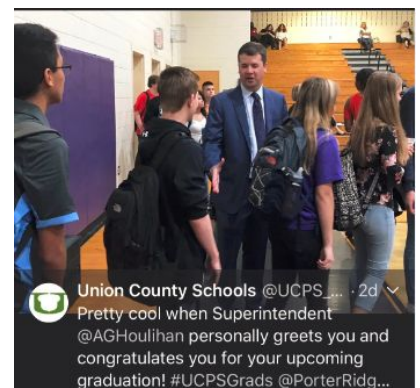 Union County Schools @UCPS_... · 2d
Pretty cool when Superintendent
@AGHoulihan personally greets you and
congratulates you for your upcoming
graduation! #UCPSGrads @PorterRidg...